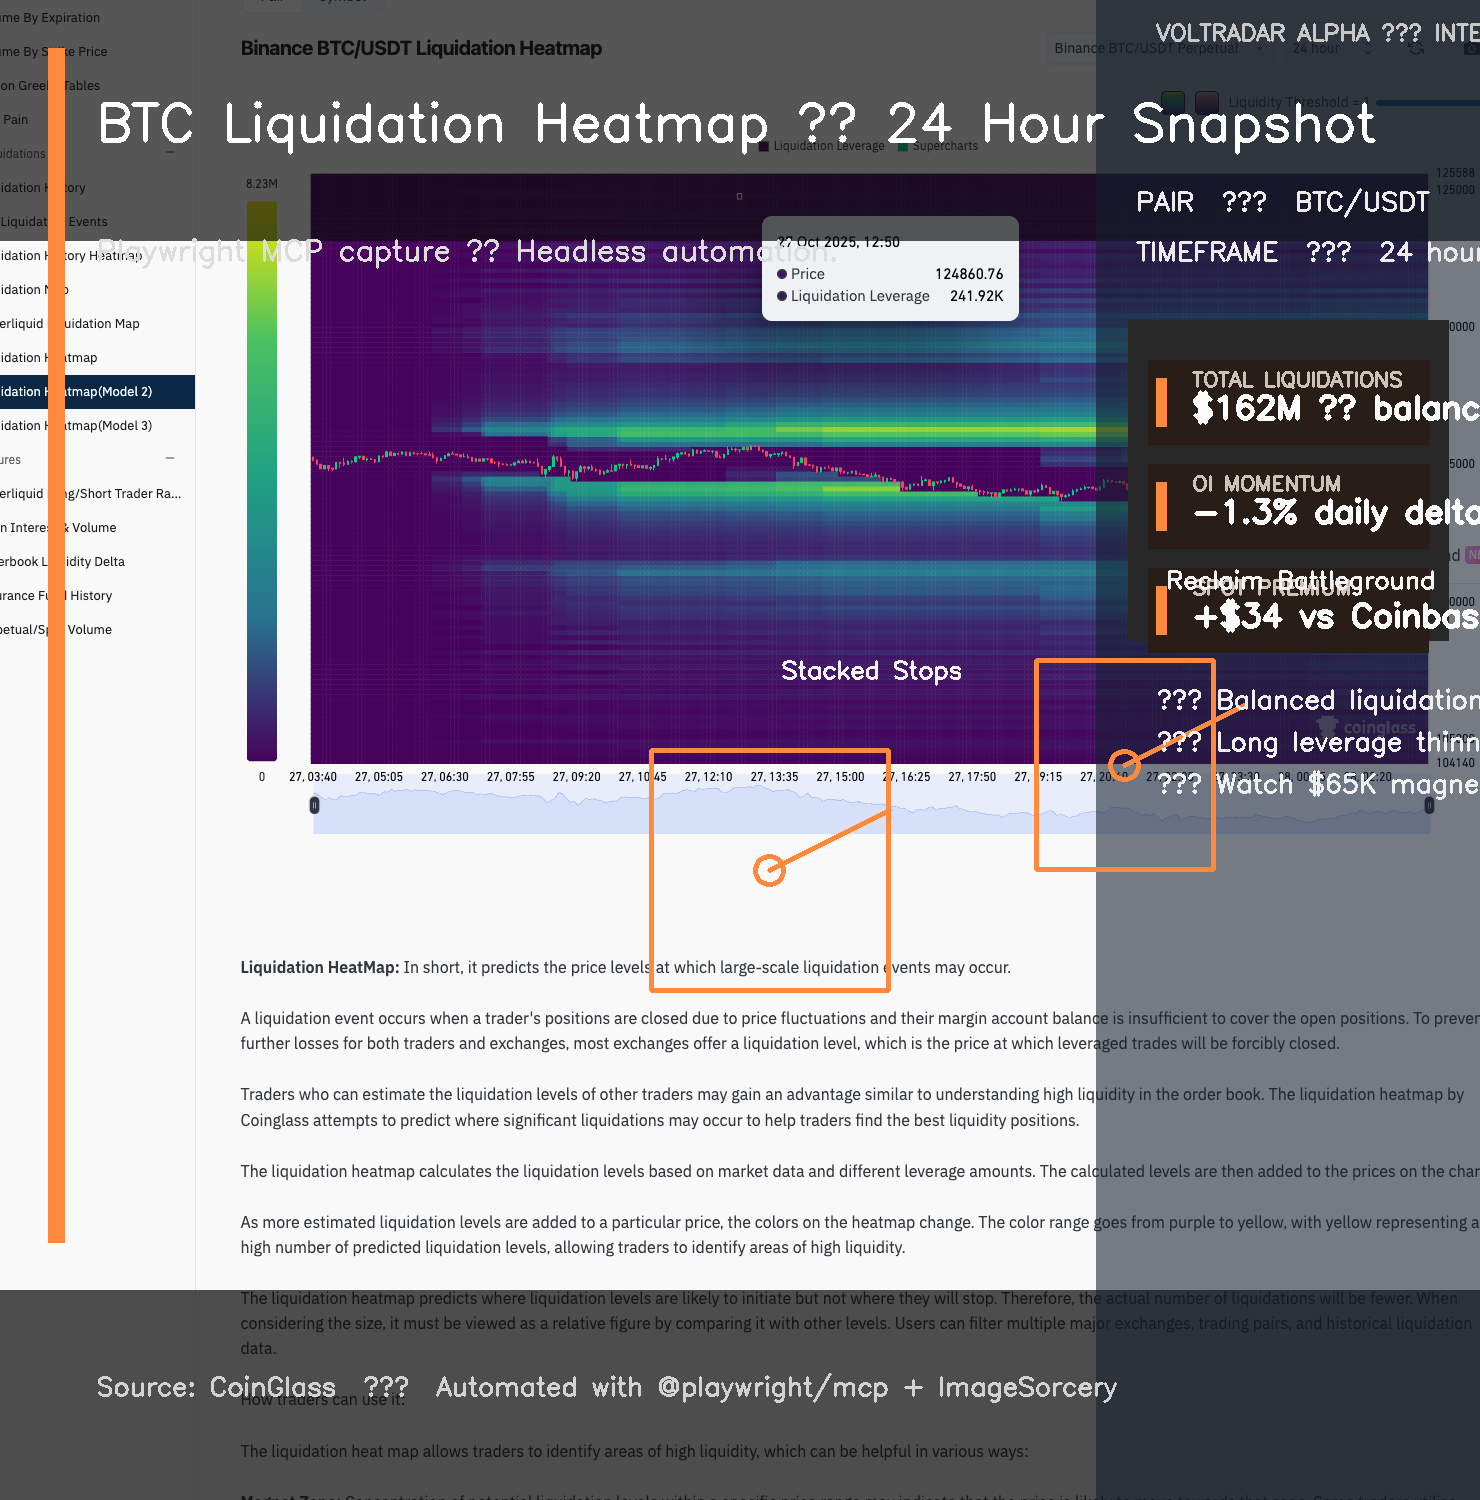 VOLTRADAR ALPHA ??? INTE
Binance BTC/USDT Liquidation Heatmap
Binance BTC/USDT Perpetual
24 hour
Liquidity Threshold =
BTC Liquidation Heatmap ?? 24 Hour Snapshot
Liquidation Leverage
Supercharts
Playwright MCP capture ?? Headless automation.
PAIR ??? BTC/USDT
TIMEFRAME ??? 24 hour
ume By Expiration
ume By Strike Price
on Greeks Tables
Pain
uidations
idation History
Liquidation Events
idation History Heatmap
idation Map
erliquid Liquidation Map
idation Heatmap
idation Heatmap(Model 2)
idation Heatmap(Model 3)
ures
erliquid Long/Short Trader Ra...
n Interest & Volume
erbook Liquidity Delta
urance Fund History
petual/Spot Volume
8.23M
0
125588
125000
0000
5000
0000
104140
27 Oct 2025, 12:50
Price 124860.76
Liquidation Leverage 241.92K
TOTAL LIQUIDATIONS
$162M ?? balanc
OI MOMENTUM
-1.3% daily delta
Reclaim Battleground
SPOT PREMIUM
+$34 vs Coinbas
nd
Stacked Stops
??? Balanced liquidation
coinglass
??? Long leverage thinn
??? Watch $65K magne
27, 03:40 27, 05:05 27, 06:30 27, 07:55 27, 09:20 27, 10:45 27, 12:10 27, 13:35 27, 15:00 27, 16:25 27, 17:50 27, 19:15
Liquidation HeatMap: In short, it predicts the price levels at which large-scale liquidation events may occur.
A liquidation event occurs when a trader's positions are closed due to price fluctuations and their margin account balance is insufficient to cover the open positions. To preven
further losses for both traders and exchanges, most exchanges offer a liquidation level, which is the price at which leveraged trades will be forcibly closed.
Traders who can estimate the liquidation levels of other traders may gain an advantage similar to understanding high liquidity in the order book. The liquidation heatmap by
Coinglass attempts to predict where significant liquidations may occur to help traders find the best liquidity positions.
The liquidation heatmap calculates the liquidation levels based on market data and different leverage amounts. The calculated levels are then added to the prices on the char
As more estimated liquidation levels are added to a particular price, the colors on the heatmap change. The color range goes from purple to yellow, with yellow representing a
high number of predicted liquidation levels, allowing traders to identify areas of high liquidity.
The liquidation heatmap predicts where liquidation levels are likely to initiate but not where they will stop. Therefore, the actual number of liquidations will be fewer. When
considering the size, it must be viewed as a relative figure by comparing it with other levels. Users can filter multiple major exchanges, trading pairs, and historical liquidation
data.
Source: CoinGlass ??? Automated with @playwright/mcp + ImageSorcery
How traders can use it:
The liquidation heat map allows traders to identify areas of high liquidity, which can be helpful in various ways: